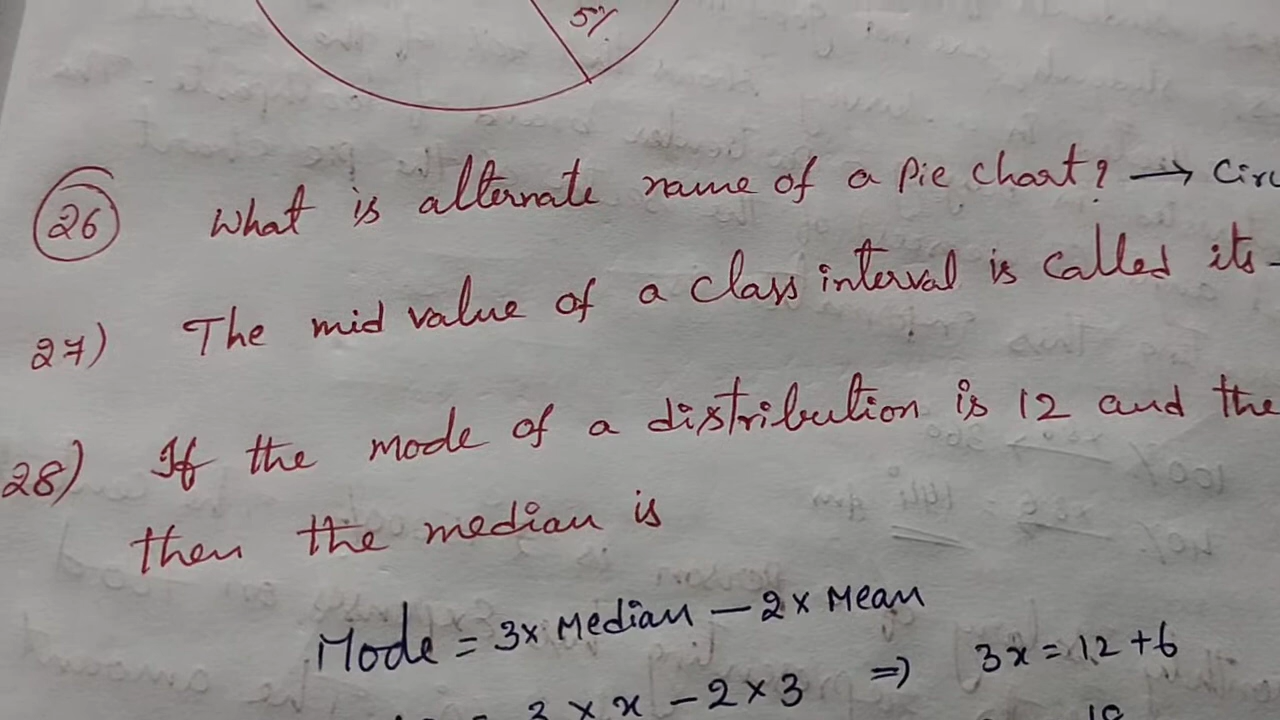 5%
26 What is alternate name of a pie chart? → Circ
27) The mid value of a class interval is called its -
28) If the mode of a distribution is 12 and the
then the median is
Mode = 3x Median - 2 x Mean
3 x x - 2 x 3 ⇒ 3x = 12 + 6
18